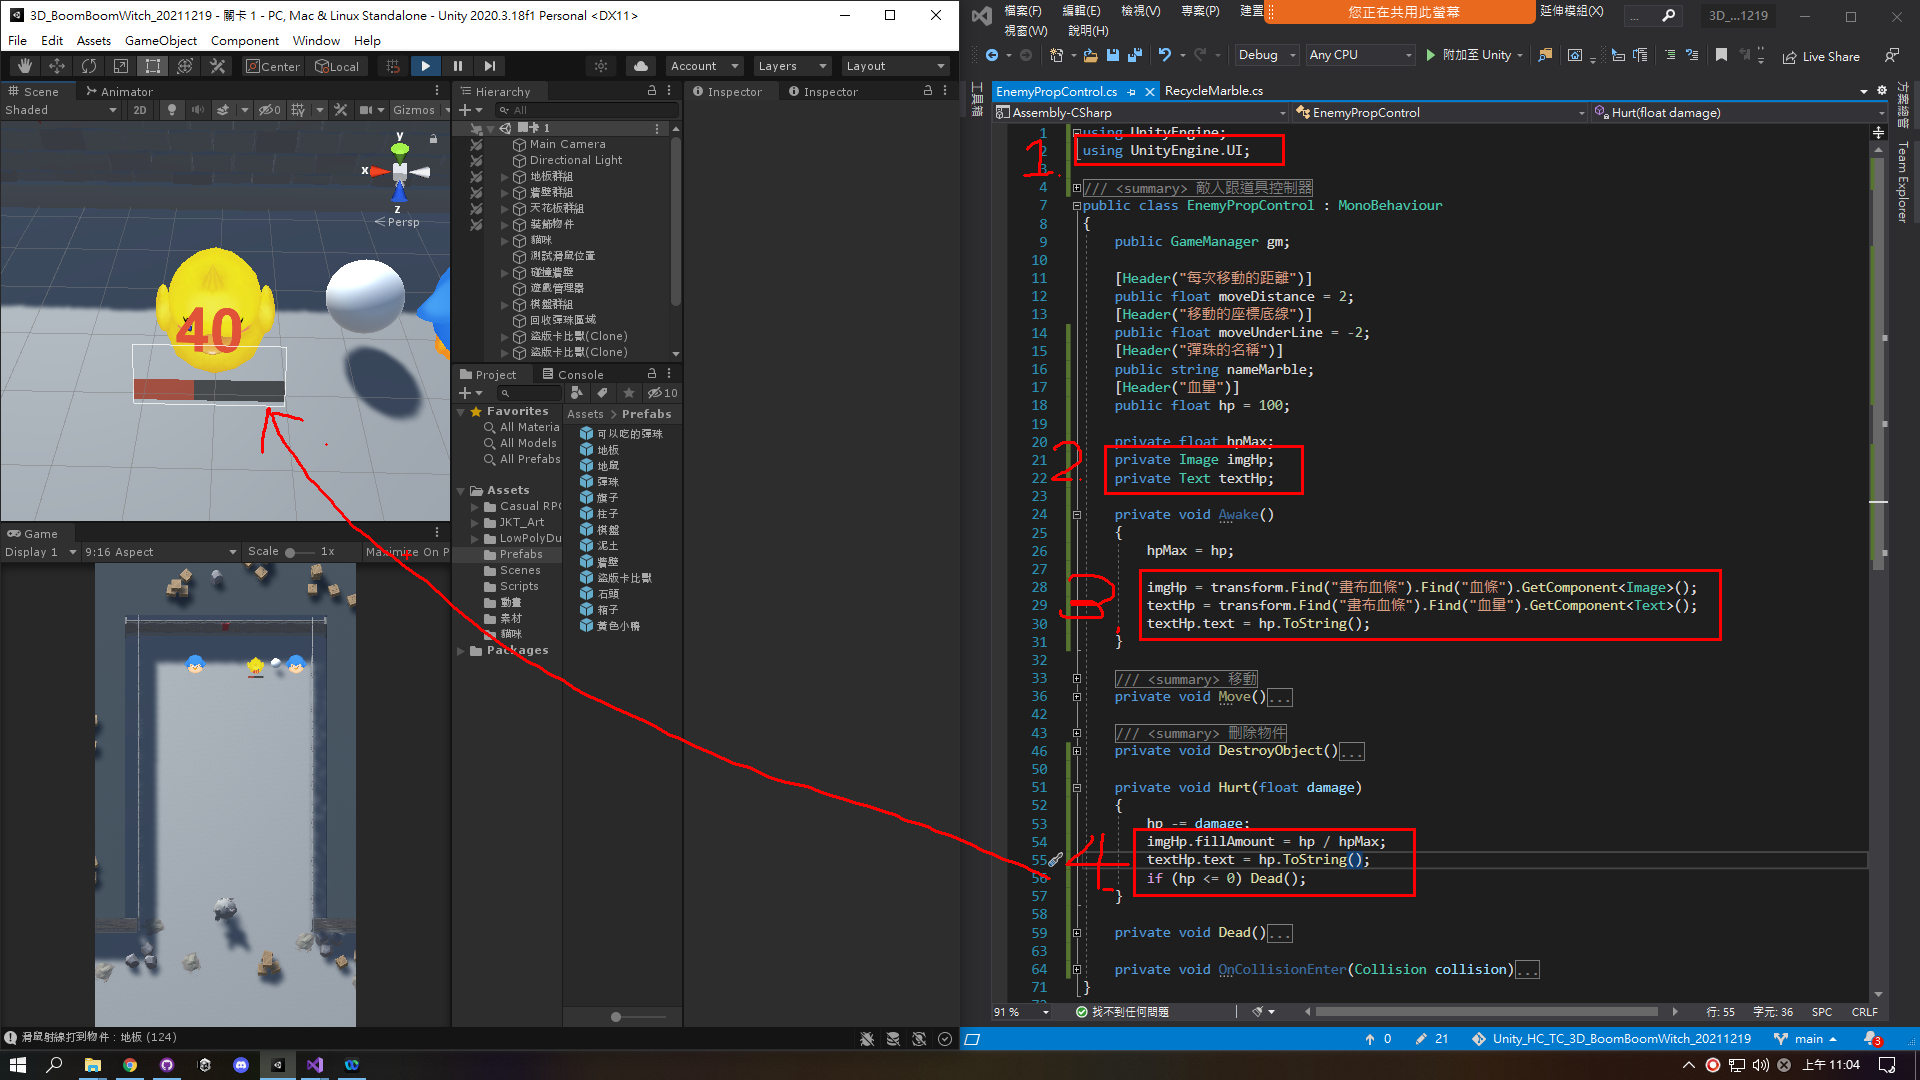 3D_BoomBoomWitch_20211219 - 關卡 1 - PC, Mac & Linux Standalone - Unity 2020.3.18f1 Personal <DX11>
File Edit Assets GameObject Component Window Help
Center Local Account Layers Layout
Scene Animator
Shaded 2D 0 Gizmos
y
x
z
Persp
40
Hierarchy
All
關卡 1
Main Camera
Directional Light
地板群組
牆壁群組
天花板群組
裝飾物件
貓咪
測試滑鼠位置
碰撞牆壁
遊戲管理器
棋盤群組
回收彈珠區域
盜版卡比獸(Clone)
盜版卡比獸(Clone)
Inspector Inspector
Project Console
10
Favorites
All Materia
All Models
All Prefabs
Assets
Casual RPG
JKT_Art
LowPolyDu
Prefabs
Scenes
Scripts
動畫
素材
貓咪
Packages
Assets > Prefabs
可以吃的彈珠
地板
地鼠
彈珠
旗子
柱子
棋盤
泥土
牆壁
盜版卡比獸
石頭
箱子
黃色小鴨
Game
Display 1 9:16 Aspect Scale 1x Maximize On P
滑鼠射線打到物件 : 地板 (124)
檔案(F) 編輯(E) 檢視(V) 專案(P) 建置 您正在共用此螢幕 延伸模組(X) ... 3D_...1219
視窗(W) 說明(H)
Debug Any CPU 附加至 Unity Live Share
工具箱
方案總管
Team Explorer
EnemyPropControl.cs RecycleMarble.cs
Assembly-CSharp EnemyPropControl Hurt(float damage)
1 using UnityEngine;
2 using UnityEngine.UI;
3
4 /// <summary> 敵人跟道具控制器
7 public class EnemyPropControl : MonoBehaviour
8 {
9 public GameManager gm;
10
11 [Header("每次移動的距離")]
12 public float moveDistance = 2;
13 [Header("移動的座標底線")]
14 public float moveUnderLine = -2;
15 [Header("彈珠的名稱")]
16 public string nameMarble;
17 [Header("血量")]
18 public float hp = 100;
19
20 private float hpMax;
21 private Image imgHp;
22 private Text textHp;
23
24 private void Awake()
25 {
26 hpMax = hp;
27
28 imgHp = transform.Find("畫布血條").Find("血條").GetComponent<Image>();
29 textHp = transform.Find("畫布血條").Find("血量").GetComponent<Text>();
30 textHp.text = hp.ToString();
31 }
32
33 /// <summary> 移動
36 private void Move()...
42
43 /// <summary> 刪除物件
46 private void DestroyObject()...
50
51 private void Hurt(float damage)
52 {
53 hp -= damage;
54 imgHp.fillAmount = hp / hpMax;
55 textHp.text = hp.ToString();
56 if (hp <= 0) Dead();
57 }
58
59 private void Dead()...
63
64 private void OnCollisionEnter(Collision collision)...
71 }
1.
2.
3
4.
91 % 找不到任何問題 行: 55 字元: 36 SPC CRLF
0 21 Unity_HC_TC_3D_BoomBoomWitch_20211219 main 3
上午 11:04